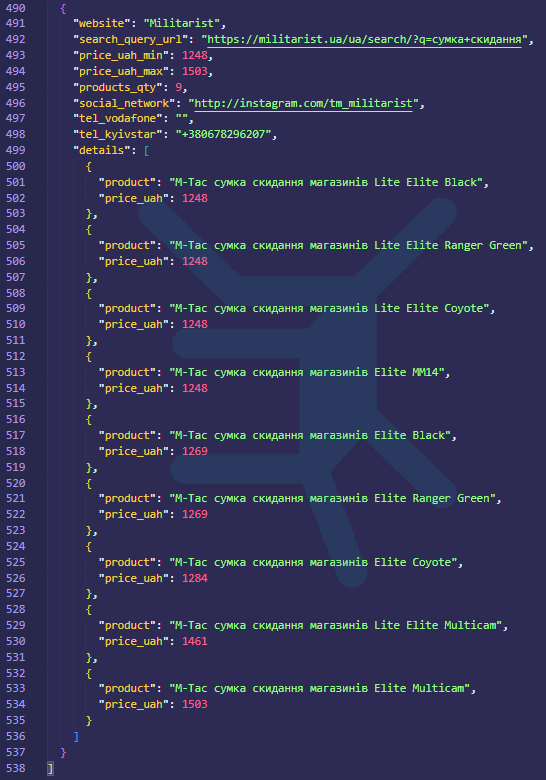 490 {
491 "website": "Militarist",
492 "search_query_url": "https://militarist.ua/ua/search/?q=сумка+скидання",
493 "price_uah_min": 1248,
494 "price_uah_max": 1503,
495 "products_qty": 9,
496 "social_network": "http://instagram.com/tm_militarist",
497 "tel_vodafone": "",
498 "tel_kyivstar": "+380678296207",
499 "details": [
500 {
501 "product": "M-Tac сумка скидання магазинів Lite Elite Black",
502 "price_uah": 1248
503 },
504 {
505 "product": "M-Tac сумка скидання магазинів Lite Elite Ranger Green",
506 "price_uah": 1248
507 },
508 {
509 "product": "M-Tac сумка скидання магазинів Lite Elite Coyote",
510 "price_uah": 1248
511 },
512 {
513 "product": "M-Tac сумка скидання магазинів Elite MM14",
514 "price_uah": 1248
515 },
516 {
517 "product": "M-Tac сумка скидання магазинів Elite Black",
518 "price_uah": 1269
519 },
520 {
521 "product": "M-Tac сумка скидання магазинів Elite Ranger Green",
522 "price_uah": 1269
523 },
524 {
525 "product": "M-Tac сумка скидання магазинів Elite Coyote",
526 "price_uah": 1284
527 },
528 {
529 "product": "M-Tac сумка скидання магазинів Lite Elite Multicam",
530 "price_uah": 1461
531 },
532 {
533 "product": "M-Tac сумка скидання магазинів Elite Multicam",
534 "price_uah": 1503
535 }
536 ]
537 }
538 ]